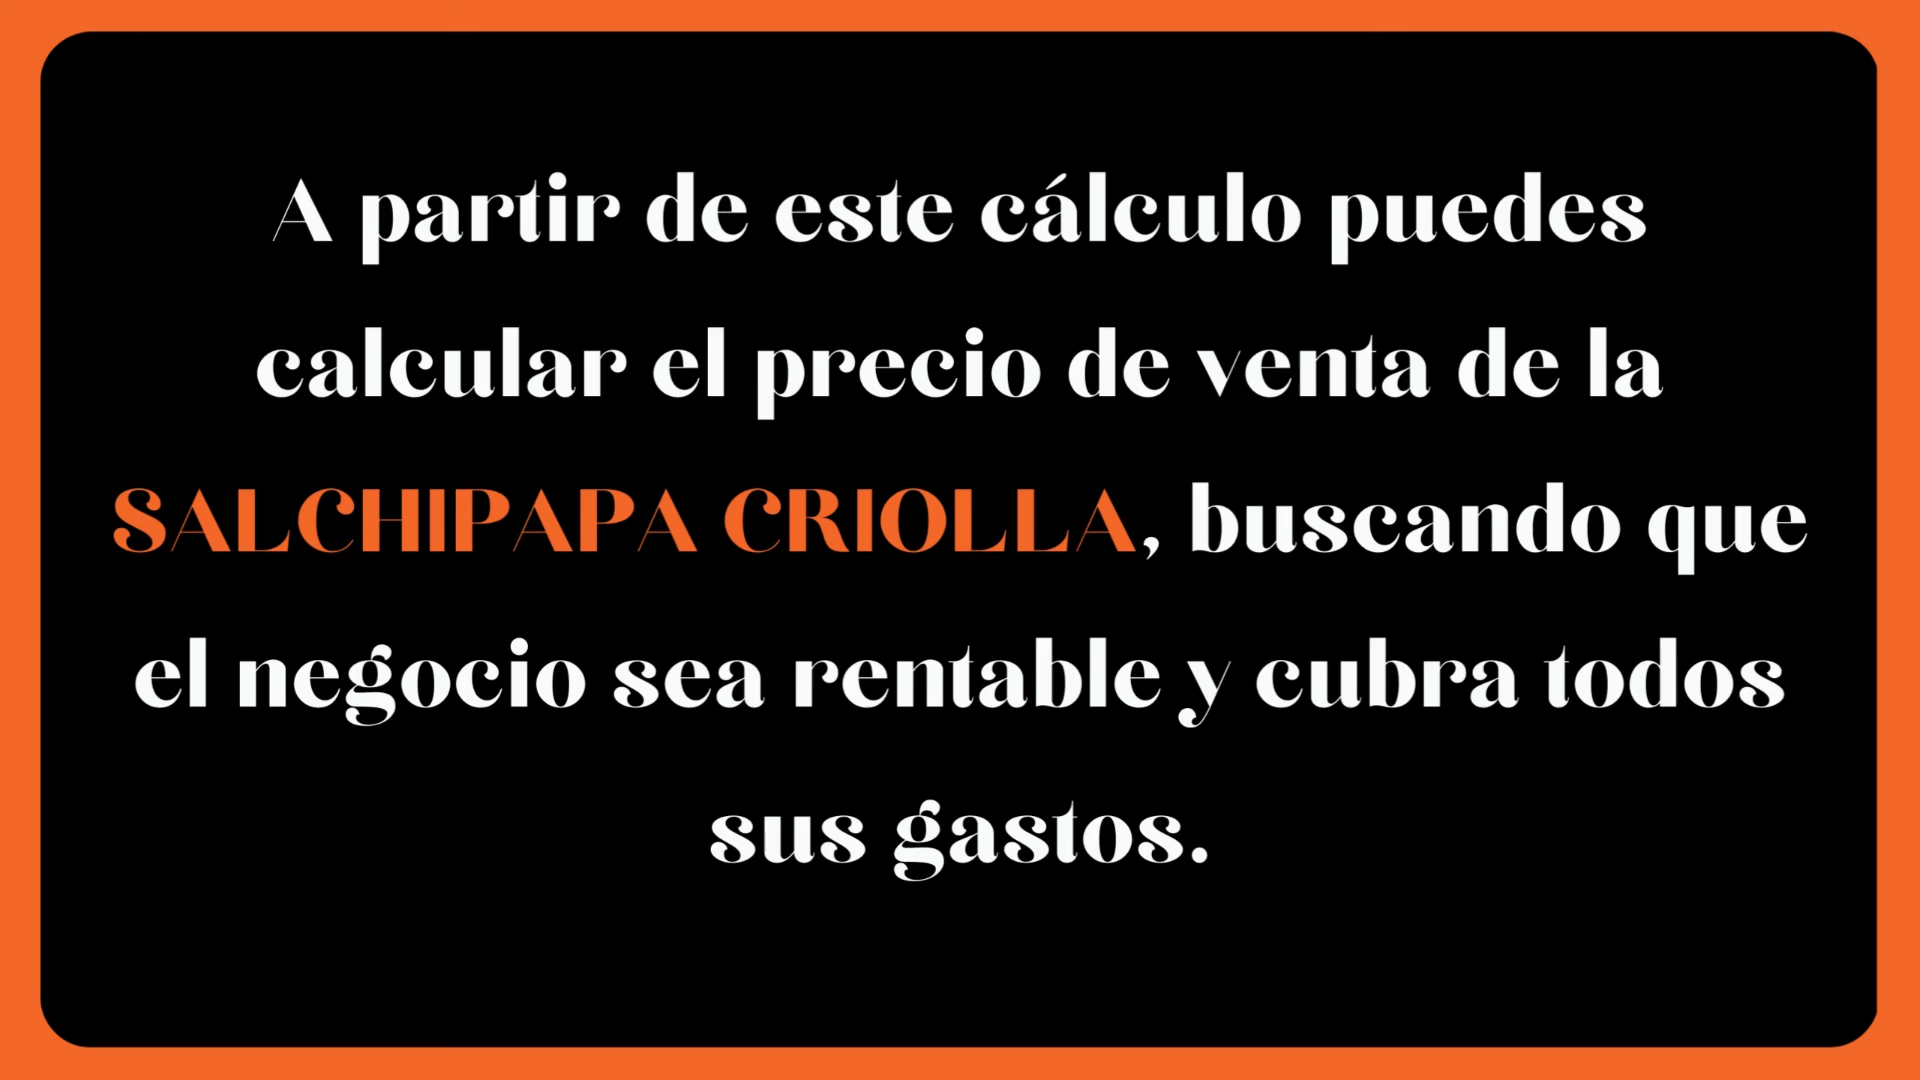 A partir de este cálculo puedes
calcular el precio de venta de la
SALCHIPAPA CRIOLLA, buscando que
el negocio sea rentable y cubra todos
sus gastos.